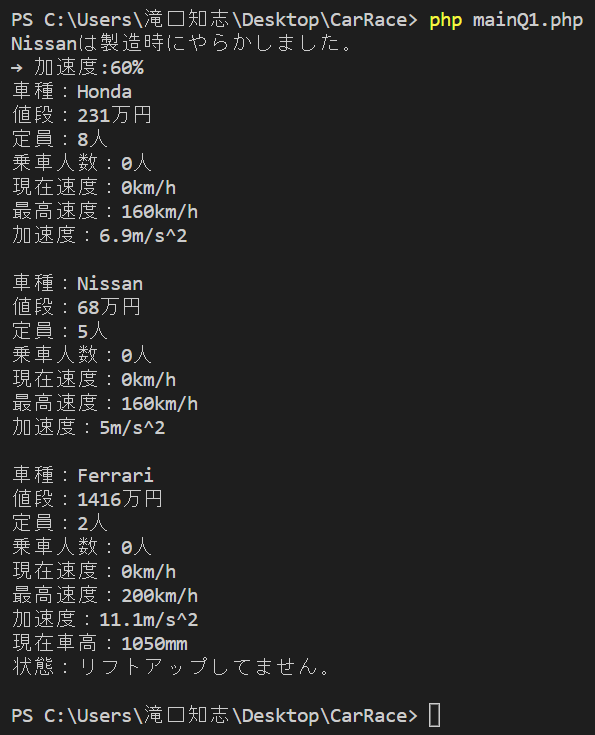 PS C:\Users\滝口知志\Desktop\CarRace> php mainQ1.php
Nissanは製造時にやらかしました。
→ 加速度:60%
車種：Honda
値段：231万円
定員：8人
乗車人数：0人
現在速度：0km/h
最高速度：160km/h
加速度：6.9m/s^2
車種：Nissan
値段：68万円
定員：5人
乗車人数：0人
現在速度：0km/h
最高速度：160km/h
加速度：5m/s^2
車種：Ferrari
値段：1416万円
定員：2人
乗車人数：0人
現在速度：0km/h
最高速度：200km/h
加速度：11.1m/s^2
現在車高：1050mm
状態：リフトアップしてません。
PS C:\Users\滝口知志\Desktop\CarRace>